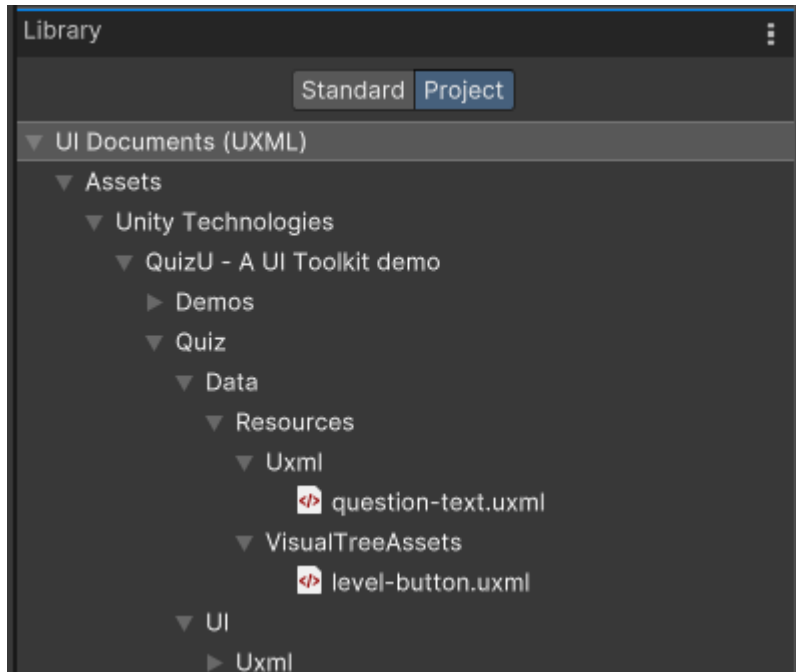 Library
Standard Project
UI Documents (UXML)
Assets
Unity Technologies
QuizU - A UI Toolkit demo
Demos
Quiz
Data
Resources
Uxml
</> question-text.uxml
VisualTreeAssets
</> level-button.uxml
UI
Uxml